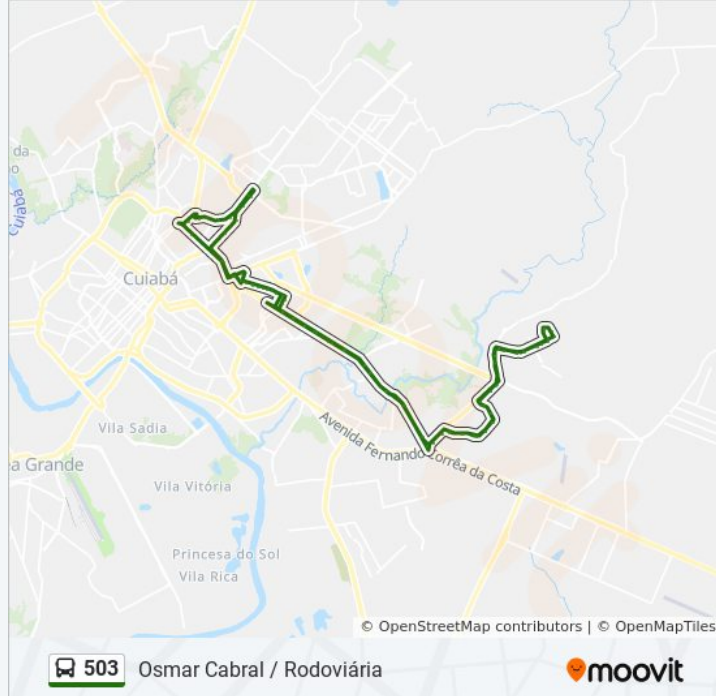 da
Cuiabá
Cuiabá
Avenida Fernando Corrêa da Costa
Vila Sadia
a Grande
Vila Vitória
Princesa do Sol
Vila Rica
© OpenStreetMap contributors | © OpenMapTiles
503 Osmar Cabral / Rodoviária
moovit